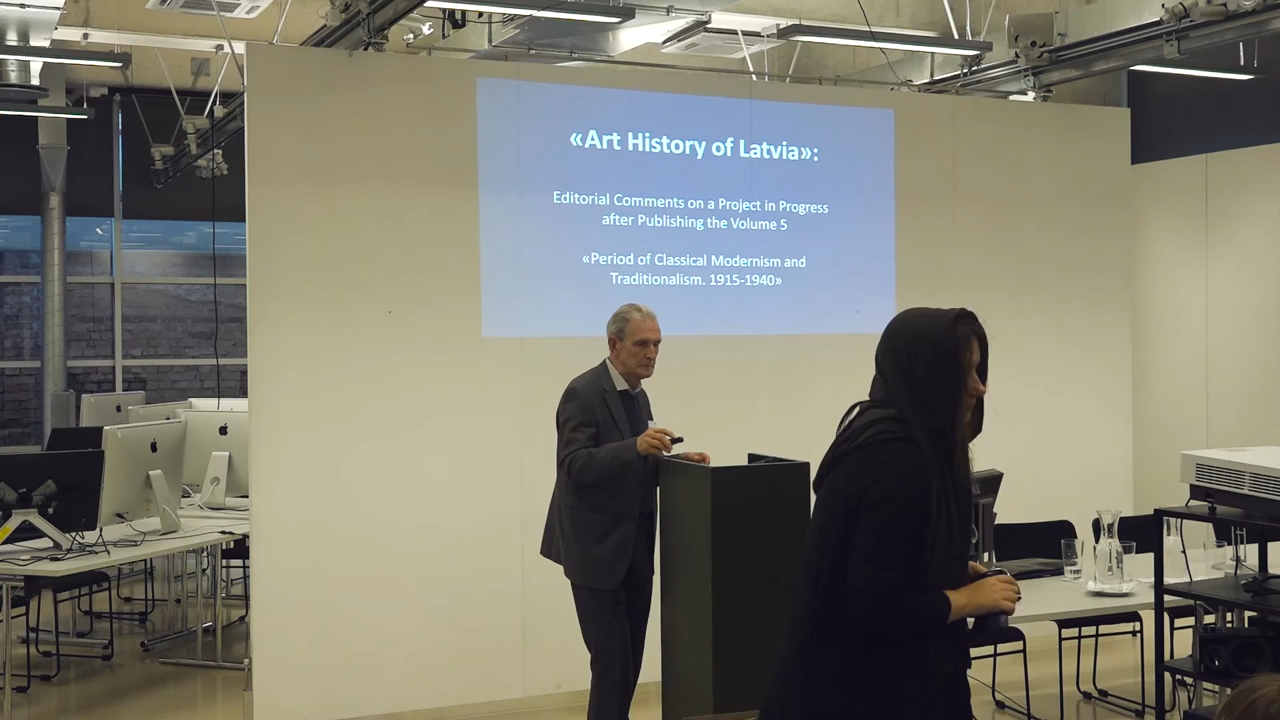 «Art History of Latvia»:
Editorial Comments on a Project in Progress
after Publishing the Volume 5
«Period of Classical Modernism and
Traditionalism. 1915-1940»